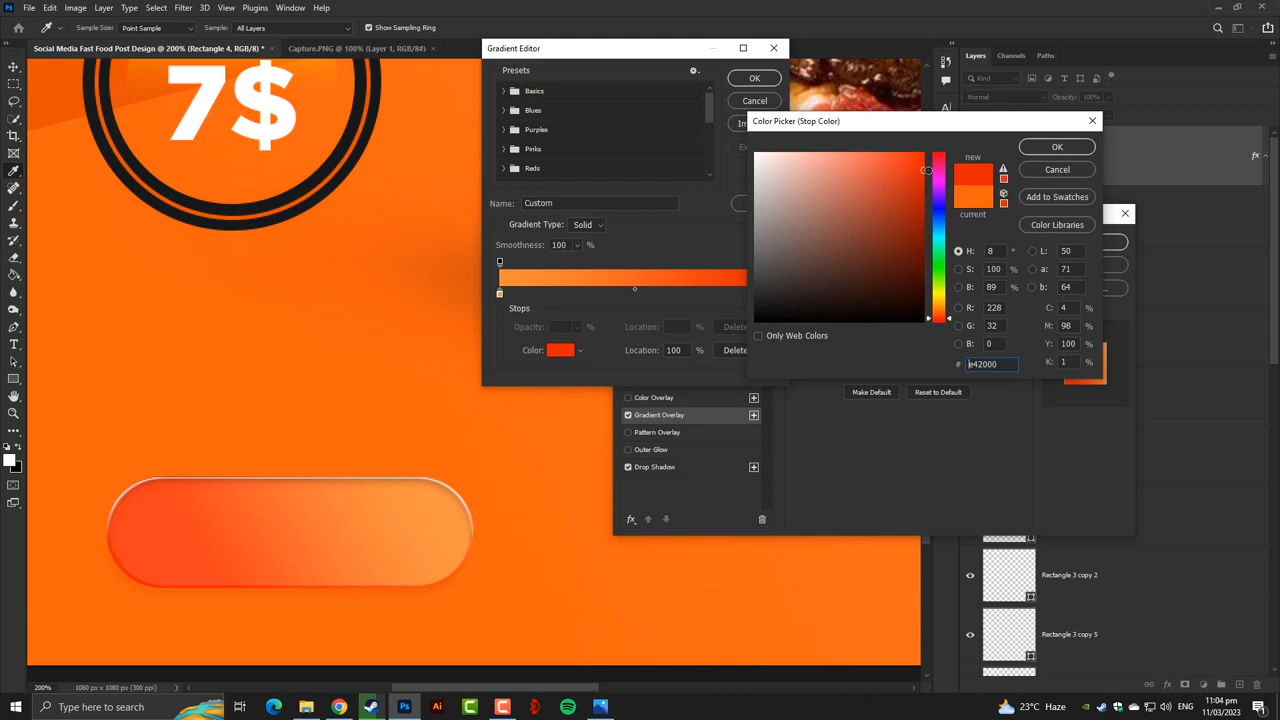 File Edit Image Layer Type Select Filter 3D View Plugins Window Help
Sample Size: Point Sample Sample: All Layers Show Sampling Ring
Social Media Fast Food Post Design @ 200% (Rectangle 4, RGB/8) * Capture.PNG @ 100% (Layer 1, RGB/8#)
7$
Gradient Editor
Presets
Basics
Blues
Purples
Pinks
Reds
OK
Cancel
Im
Ex
Name: Custom
Gradient Type: Solid
Smoothness: 100 %
Stops
Opacity: % Location: % Delete
Color: Location: 100 % Delete
Color Picker (Stop Color)
new
current
OK
Cancel
Add to Swatches
Color Libraries
H: 8 ° L: 50
S: 100 % a: 71
B: 89 % b: 64
R: 228 C: 4 %
G: 32 M: 98 %
B: 0 Y: 100 %
# e42000 K: 1 %
Only Web Colors
Make Default Reset to Default
Color Overlay
Gradient Overlay
Pattern Overlay
Outer Glow
Drop Shadow
fx
Layers Channels Paths
Kind
Normal Opacity: 100%
fx
Rectangle 3 copy 2
Rectangle 3 copy 5
200% 1080 px x 1080 px (300 ppi)
Type here to search
Ps
Ai
C
C
23°C Haze
ENG
11:04 pm
11/03/2023